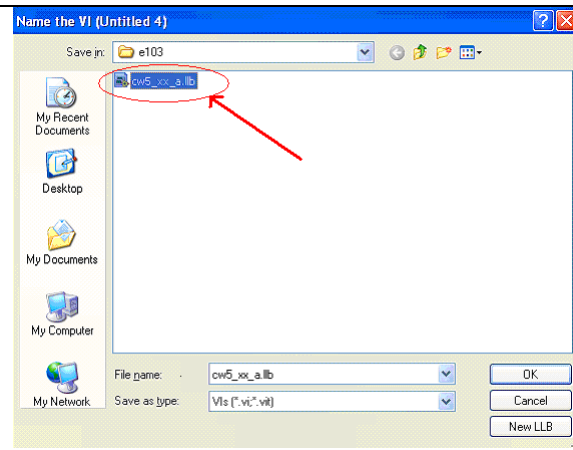 Name the VI (Untitled 4)
Save in: e103
cw5_xx_a.llb
My Recent
Documents
Desktop
My Documents
My Computer
My Network
File name: cw5_xx_a.llb OK
Save as type: VIs (*.vi;*.vit) Cancel
New LLB